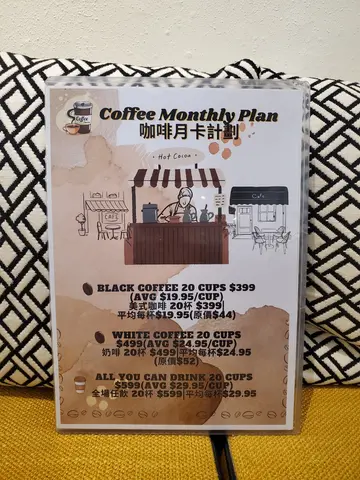 Coffee
Coffee Monthly Plan
咖啡月卡計劃
Hot Cocoa
CAFE
Cafe
BLACK COFFEE 20 CUPS $399
(AVG $19.95/CUP)
美式咖啡 20杯 $399|
平均每杯$19.95(原價$44)
WHITE COFFEE 20 CUPS
$499(AVG $24.95/CUP)
奶啡 20杯 $499|平均每杯$24.95
(原價$52)
ALL YOU CAN DRINK 20 CUPS
$599(AVG $29.95/CUP)
全場任飲 20杯 $599|平均每杯$29.95